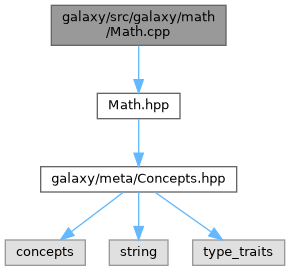 galaxy/src/galaxy/math
/Math.cpp
Math.hpp
galaxy/meta/Concepts.hpp
concepts
string
type_traits